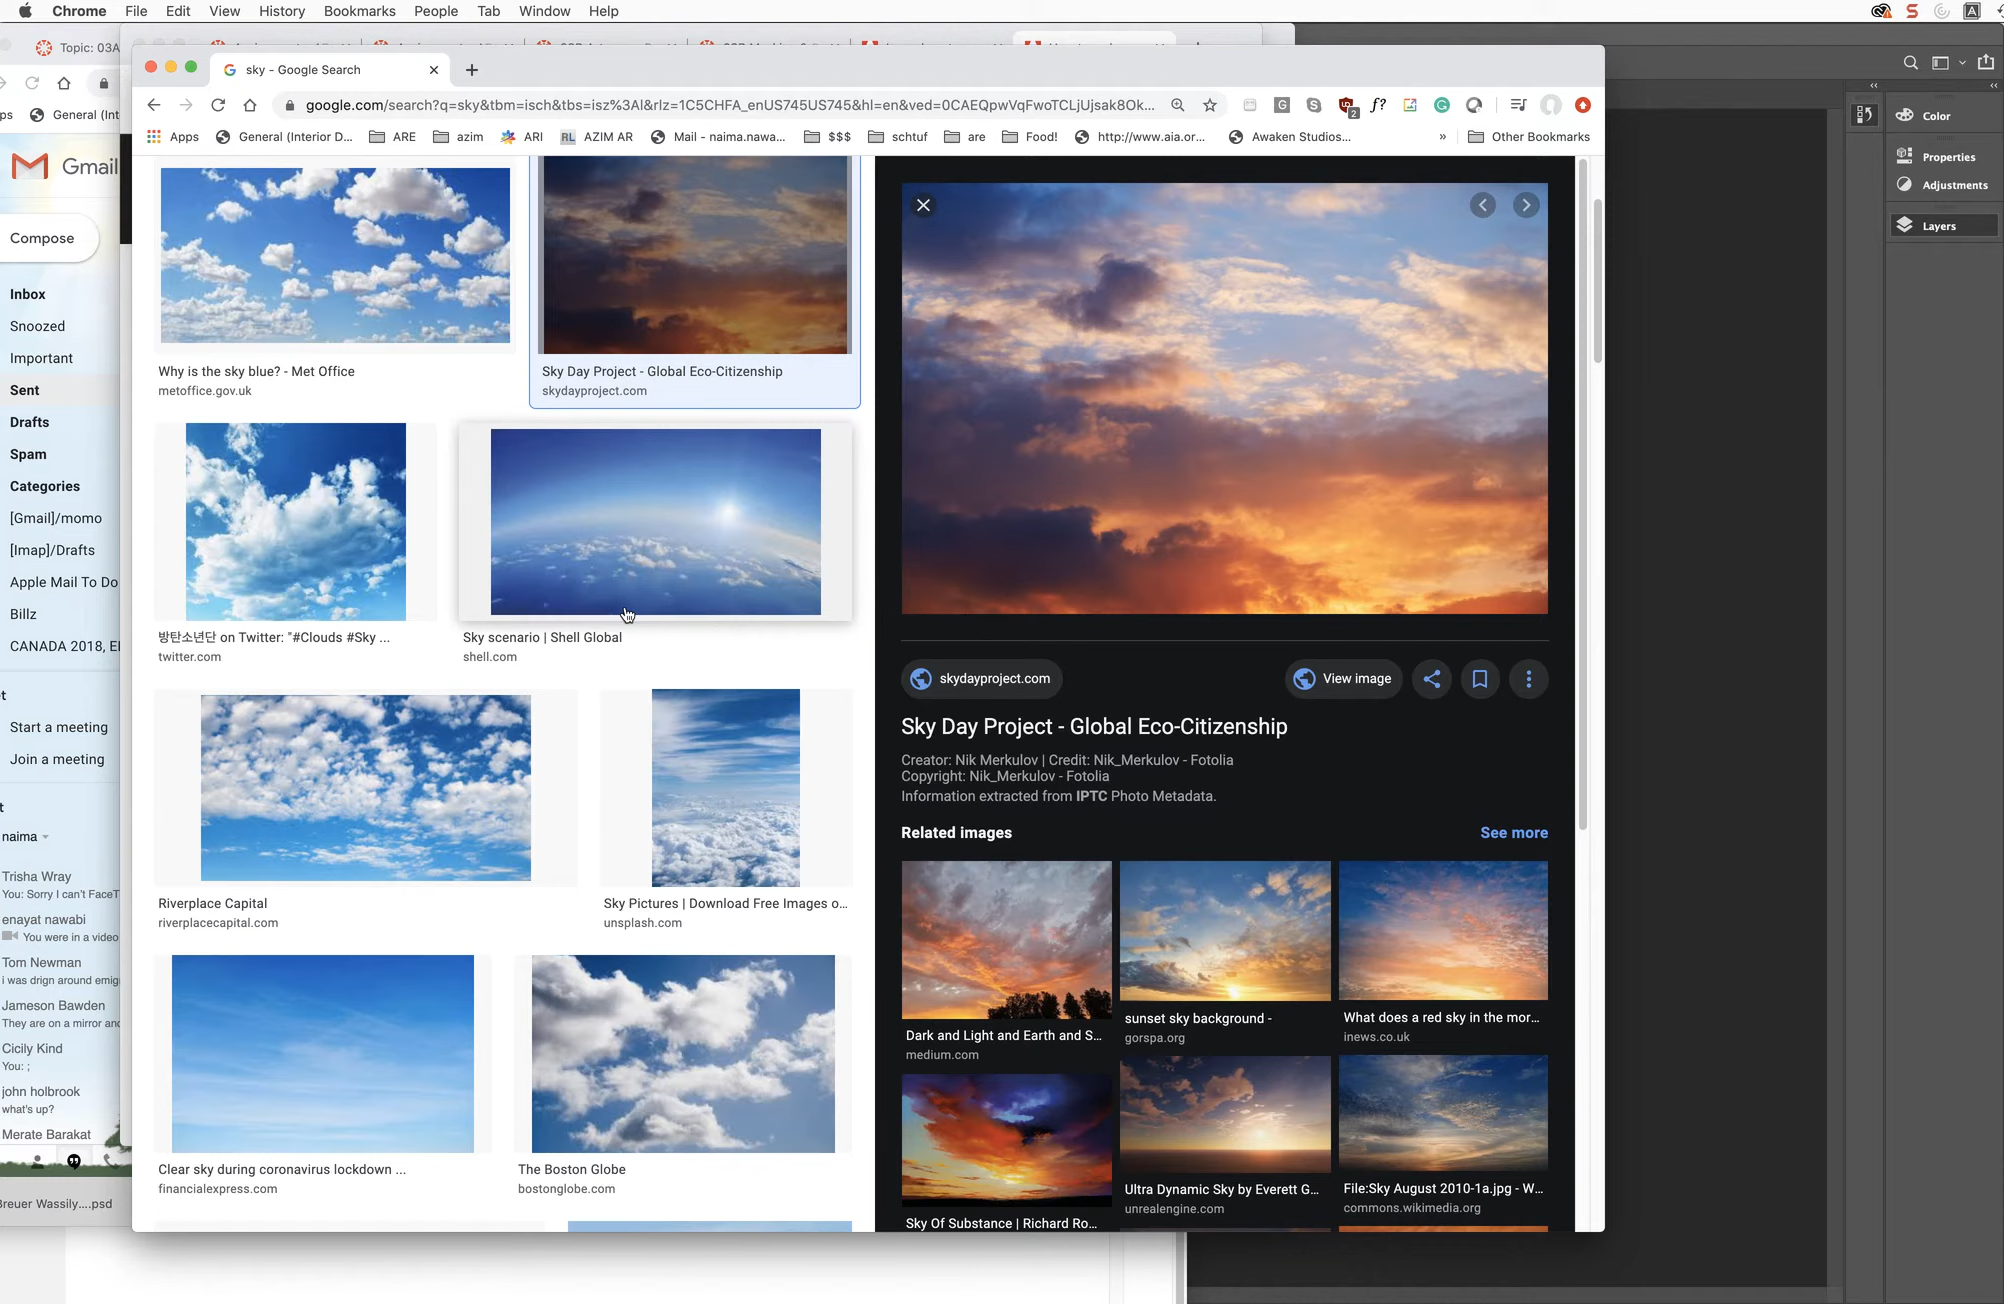 Chrome File Edit View History Bookmarks People Tab Window Help
Topic: 03A
sky - Google Search
google.com/search?q=sky&tbm=isch&tbs=isz%3Al&rlz=1C5CHFA_enUS745US745&hl=en&ved=0CAEQpwVqFwoTCLjUjsak8Ok...
Apps General (Interior D... ARE azim ARI AZIM AR Mail - naima.nawa... $$$ schtuf are Food! http://www.aia.or... Awaken Studios... » Other Bookmarks
ps General (Int
Gmail
Compose
Inbox
Snoozed
Important
Sent
Drafts
Spam
Categories
[Gmail]/momo
[Imap]/Drafts
Apple Mail To Do
Billz
CANADA 2018, E
t
Start a meeting
Join a meeting
t
naima
Trisha Wray
You: Sorry I can't FaceT
enayat nawabi
You were in a video
Tom Newman
i was drign around emig
Jameson Bawden
They are on a mirror and
Cicily Kind
You: ;
john holbrook
what's up?
Merate Barakat
Breuer Wassily....psd
Why is the sky blue? - Met Office
metoffice.gov.uk
Sky Day Project - Global Eco-Citizenship
skydayproject.com
방탄소년단 on Twitter: "#Clouds #Sky ...
twitter.com
Sky scenario | Shell Global
shell.com
Riverplace Capital
riverplacecapital.com
Sky Pictures | Download Free Images o...
unsplash.com
Clear sky during coronavirus lockdown ...
financialexpress.com
The Boston Globe
bostonglobe.com
skydayproject.com
View image
Sky Day Project - Global Eco-Citizenship
Creator: Nik Merkulov | Credit: Nik_Merkulov - Fotolia
Copyright: Nik_Merkulov - Fotolia
Information extracted from IPTC Photo Metadata.
Related images
See more
Dark and Light and Earth and S...
medium.com
sunset sky background -
gorspa.org
What does a red sky in the mor...
inews.co.uk
Sky Of Substance | Richard Ro...
Ultra Dynamic Sky by Everett G...
unrealengine.com
File:Sky August 2010-1a.jpg - W...
commons.wikimedia.org
Color
Properties
Adjustments
Layers